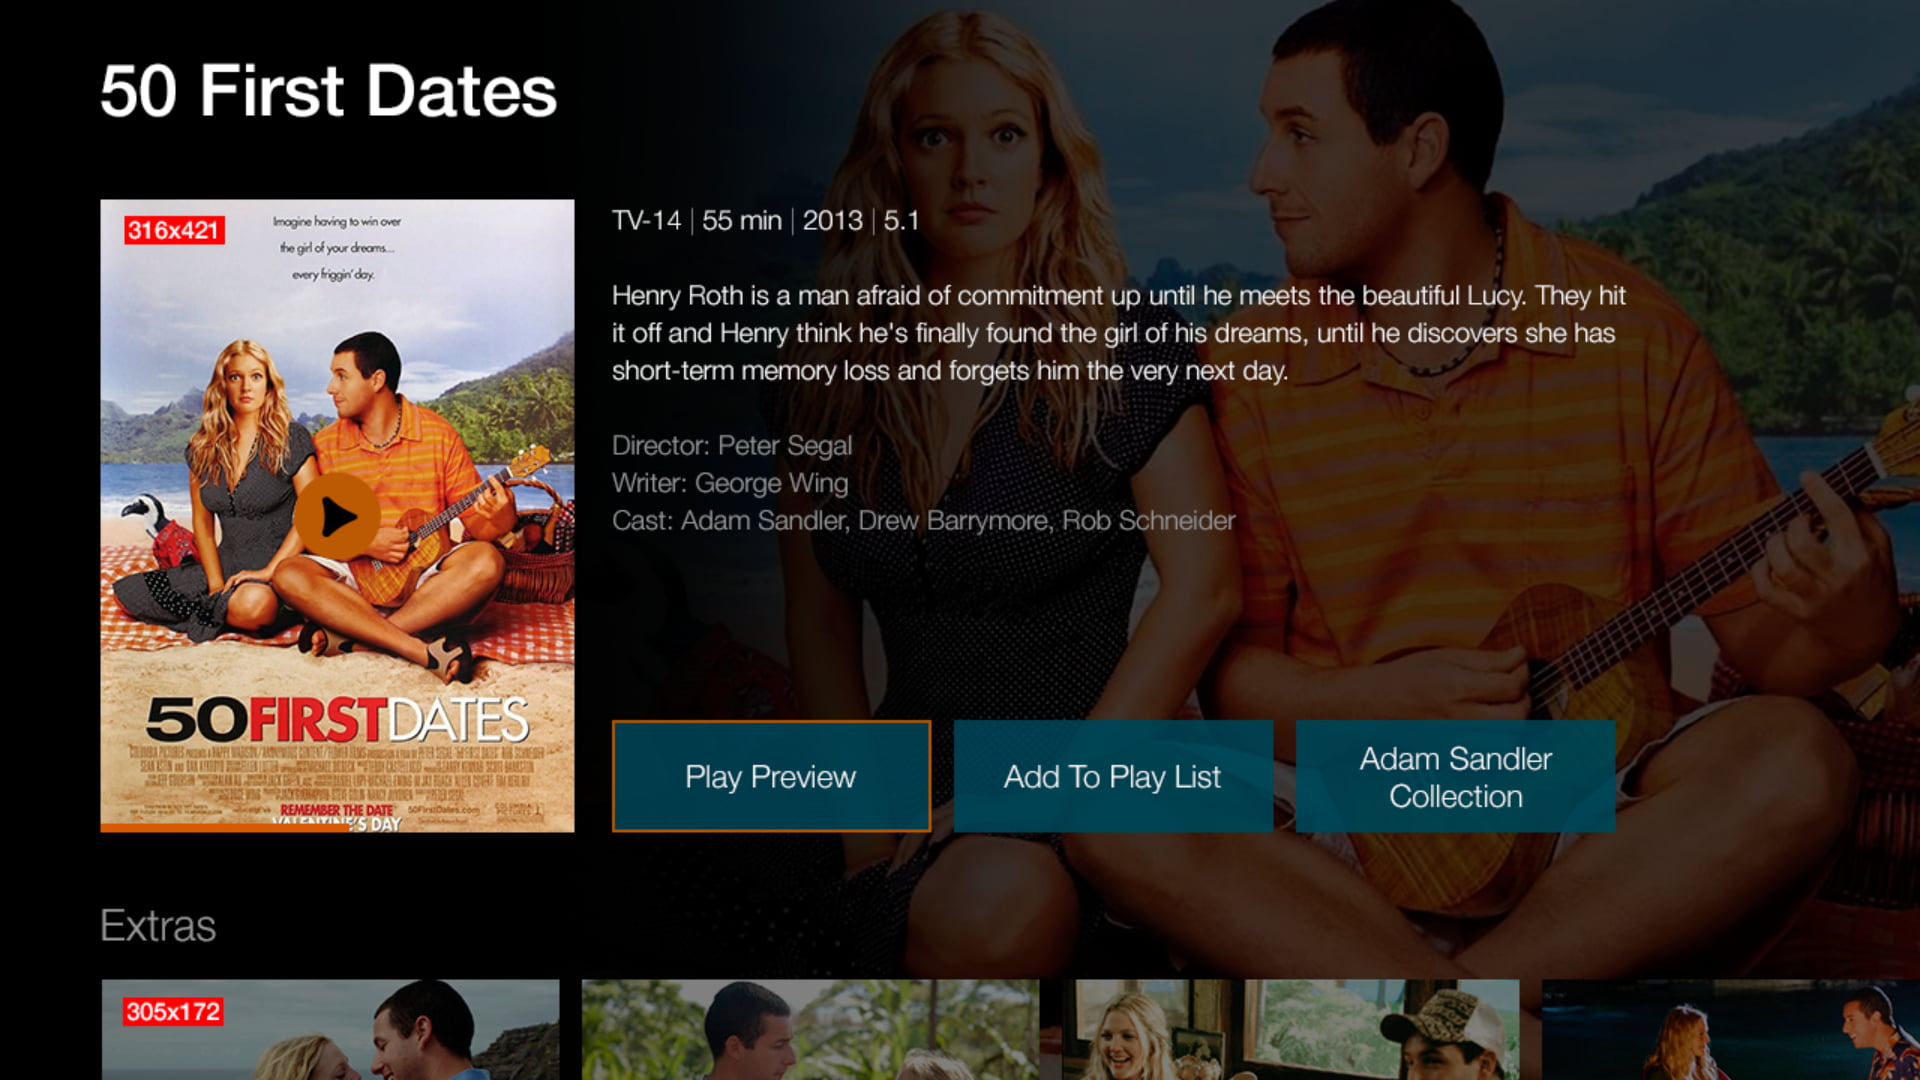 50 First Dates
316x421
Imagine having to win over
the girl of your dreams...
every friggin' day.
50FIRSTDATES
REMEMBER THE DATE
50FirstDates.com
VALENTINE'S DAY
TV-14 | 55 min | 2013 | 5.1
Henry Roth is a man afraid of commitment up until he meets the beautiful Lucy. They hit
it off and Henry think he's finally found the girl of his dreams, until he discovers she has
short-term memory loss and forgets him the very next day.
Director: Peter Segal
Writer: George Wing
Cast: Adam Sandler, Drew Barrymore, Rob Schneider
Play Preview
Add To Play List
Adam Sandler
Collection
Extras
305x172